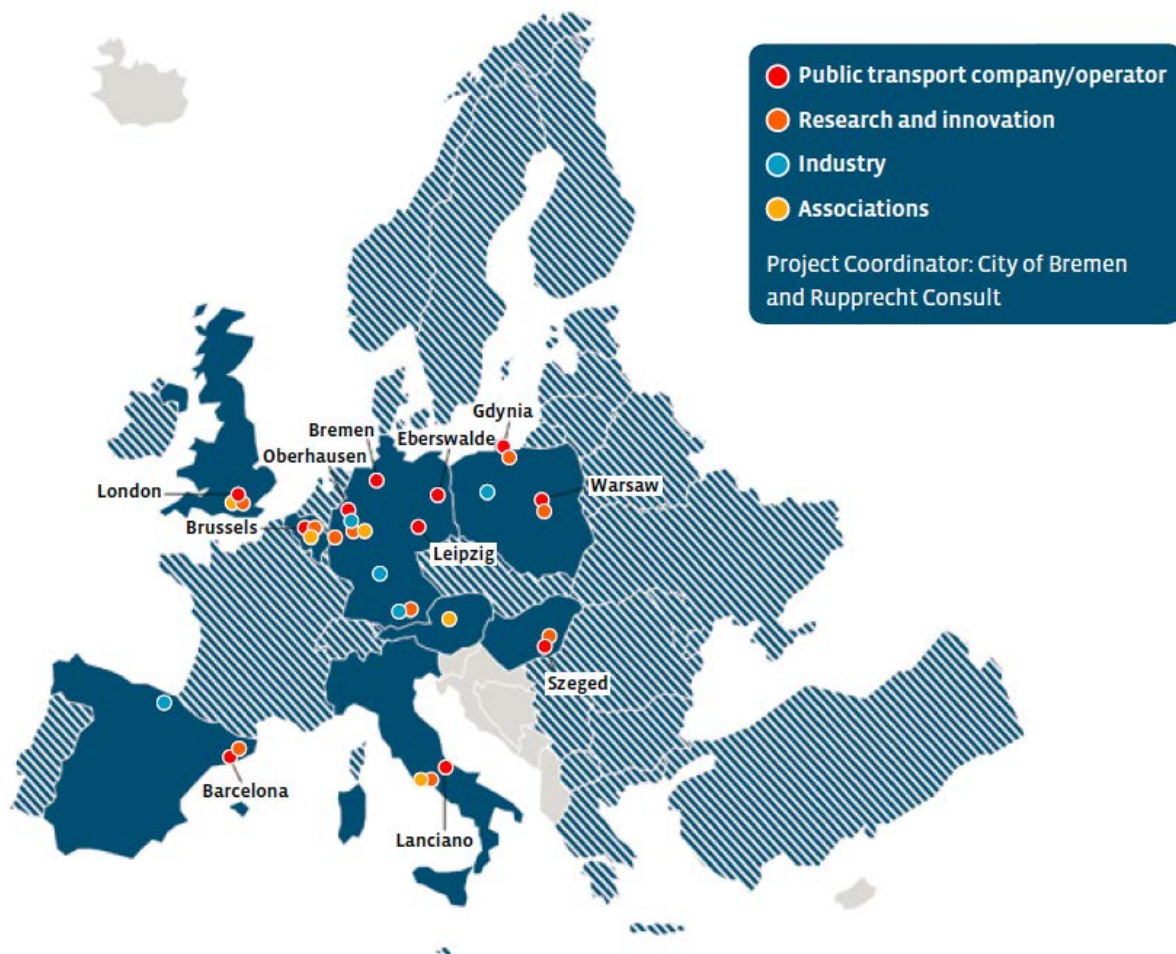 Public transport company/operator
Research and innovation
Industry
Associations
Project Coordinator: City of Bremen
and Rupprecht Consult
Gdynia
Bremen
Eberswalde
Oberhausen
London
Warsaw
Brussels
Leipzig
Szeged
Barcelona
Lanciano